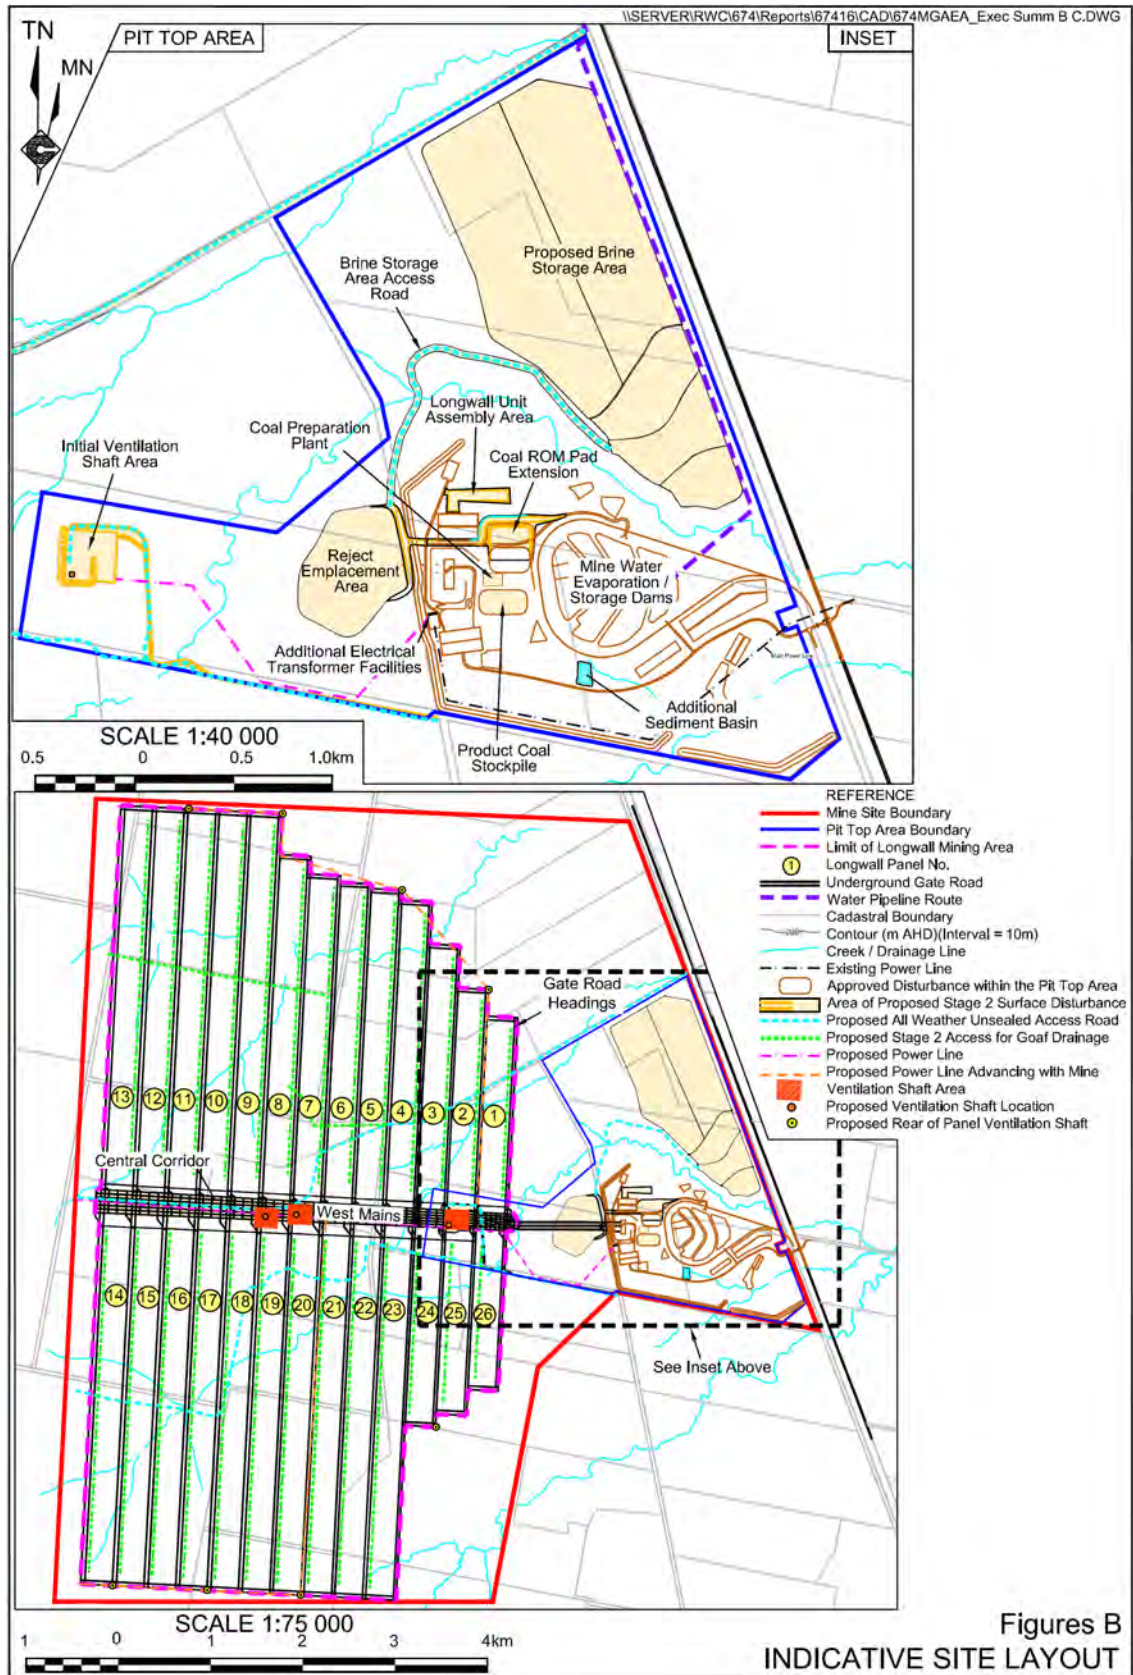 \\SERVER\RWC\674\Reports\67416\CAD\674MGAEA_Exec Summ B C.DWG
TN
MN
PIT TOP AREA
INSET
Proposed Brine
Storage Area
Brine Storage
Area Access
Road
Longwall Unit
Assembly Area
Coal Preparation
Plant
Coal ROM Pad
Extension
Initial Ventilation
Shaft Area
Reject
Emplacement
Area
Mine Water
Evaporation /
Storage Dams
Main Power Line
Additional Electrical
Transformer Facilities
Additional
Sediment Basin
Product Coal
Stockpile
SCALE 1:40 000
0.5 0 0.5 1.0km
REFERENCE
Mine Site Boundary
Pit Top Area Boundary
Limit of Longwall Mining Area
1 Longwall Panel No.
Underground Gate Road
Water Pipeline Route
Cadastral Boundary
Contour (m AHD)(Interval = 10m)
Creek / Drainage Line
Existing Power Line
Approved Disturbance within the Pit Top Area
Area of Proposed Stage 2 Surface Disturbance
Proposed All Weather Unsealed Access Road
Proposed Stage 2 Access for Goaf Drainage
Proposed Power Line
Proposed Power Line Advancing with Mine
Ventilation Shaft Area
Proposed Ventilation Shaft Location
Proposed Rear of Panel Ventilation Shaft
Gate Road
Headings
13 12 11 10 9 8 7 6 5 4 3 2 1
Central Corridor
West Mains
14 15 16 17 18 19 20 21 22 23 24 25 26
See Inset Above
SCALE 1:75 000
1 0 1 2 3 4km
Figures B
INDICATIVE SITE LAYOUT